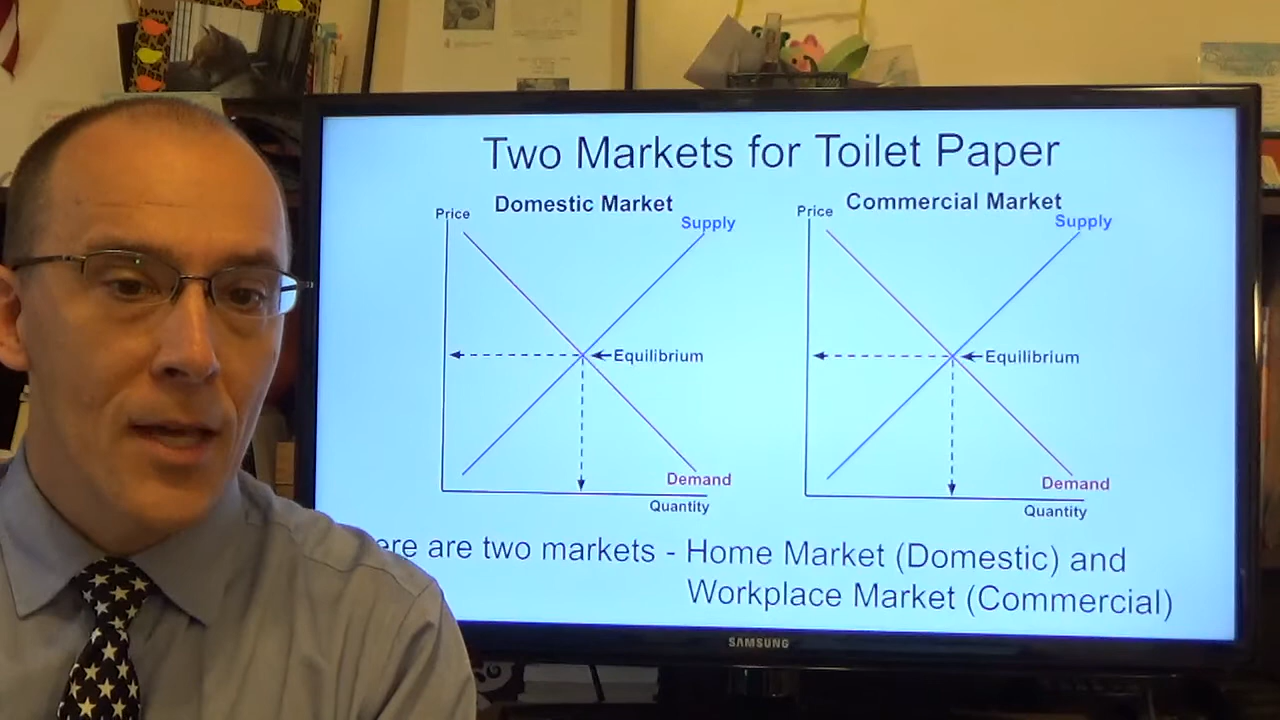 Two Markets for Toilet Paper
Domestic Market
Price
Supply
Equilibrium
Demand
Quantity
Commercial Market
Price
Supply
Equilibrium
Demand
Quantity
ere are two markets - Home Market (Domestic) and
Workplace Market (Commercial)
SAMSUNG